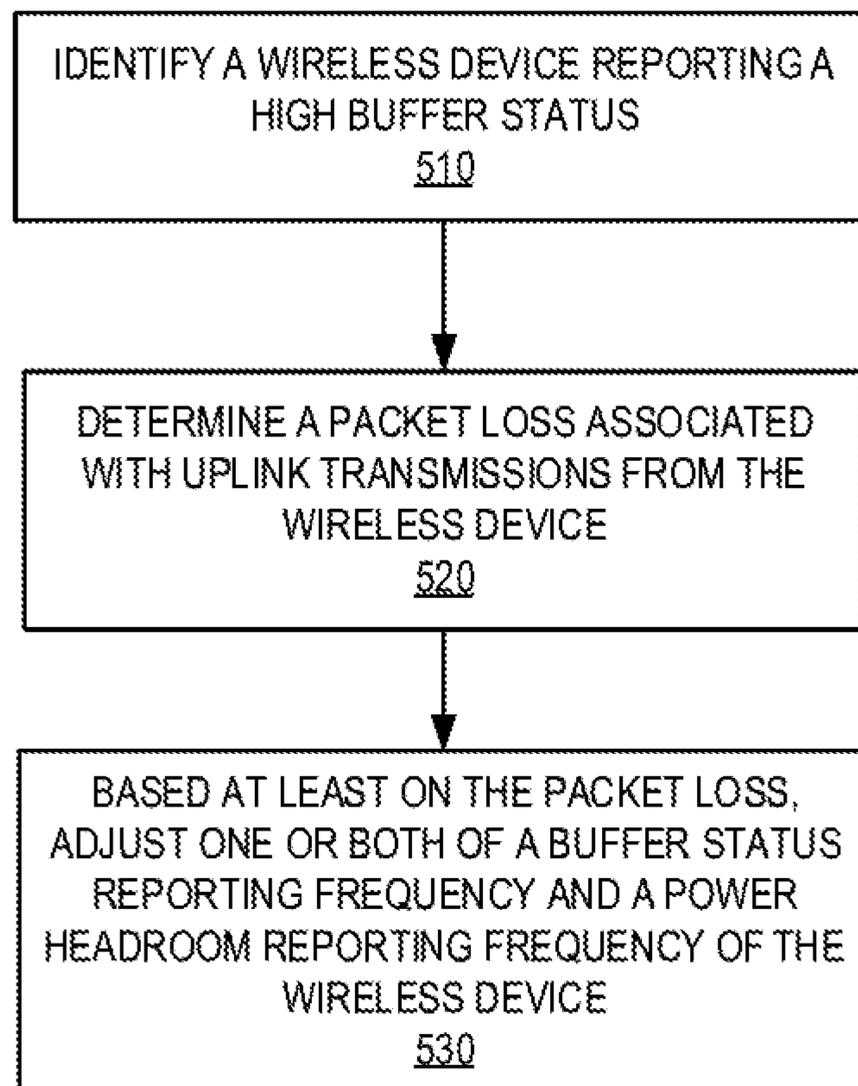 IDENTIFY A WIRELESS DEVICE REPORTING A
HIGH BUFFER STATUS
510
DETERMINE A PACKET LOSS ASSOCIATED
WITH UPLINK TRANSMISSIONS FROM THE
WIRELESS DEVICE
520
BASED AT LEAST ON THE PACKET LOSS,
ADJUST ONE OR BOTH OF A BUFFER STATUS
REPORTING FREQUENCY AND A POWER
HEADROOM REPORTING FREQUENCY OF THE
WIRELESS DEVICE
530